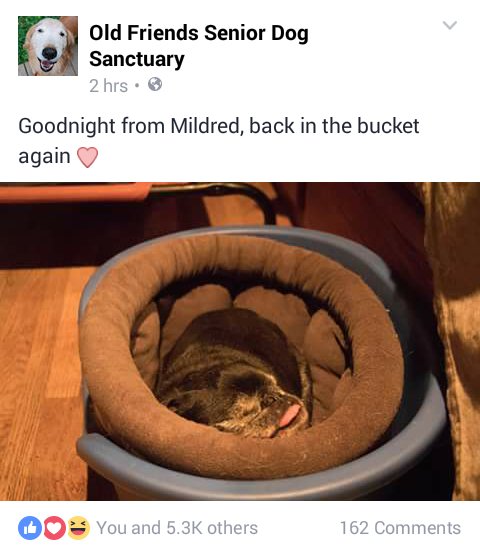 Old Friends Senior Dog
Sanctuary
2 hrs •
Goodnight from Mildred, back in the bucket
again
You and 5.3K others 162 Comments